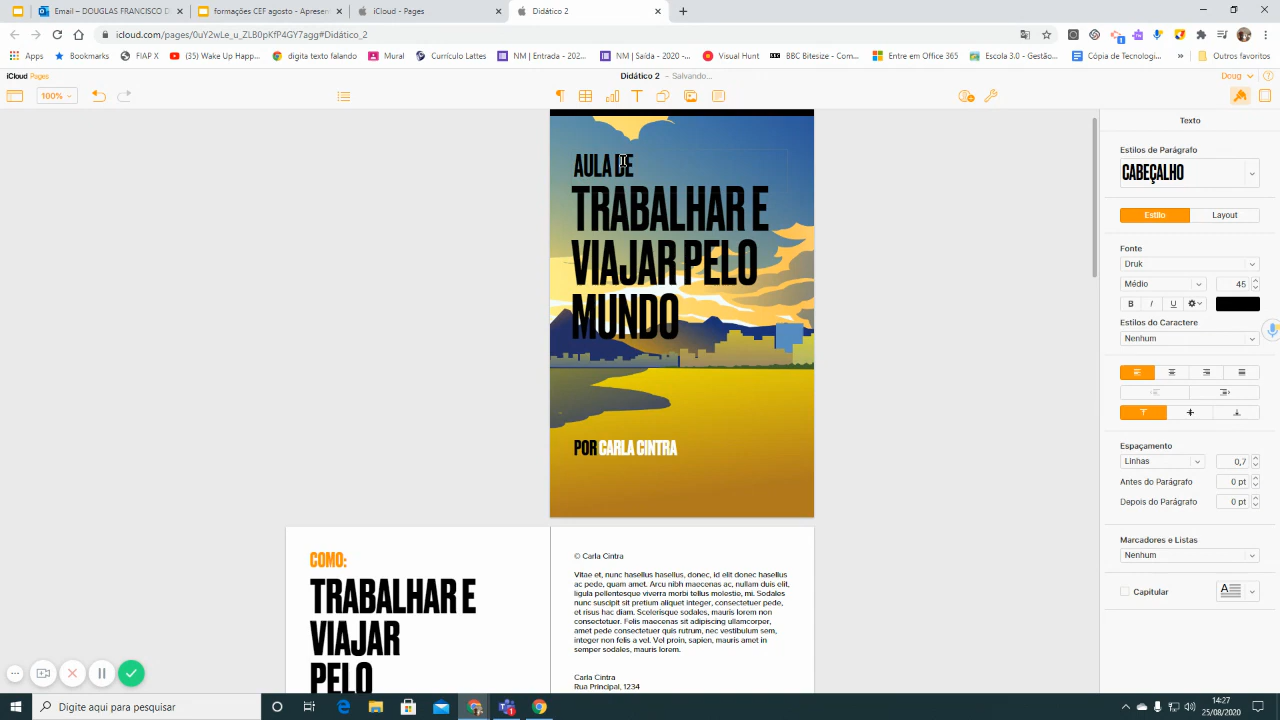 Email – DOUGLAS FRANCISCO D
formações CEF agosto - Apresen
iCloud - Pages
Didático 2
icloud.com/pages/0uY2wLe_u_ZLB0pKfP4GY7agg#Didático_2
Apps
Bookmarks
FIAP X
(35) Wake Up Happ...
digita texto falando
Mural
Curriculum
NM | Entrada - 202...
NM | Saída - 2020...
Visual Hunt
BBC Bitesize - Com...
Entre em Office 365
Escola 3.0 - Gestão...
Cópia de Tecnologi...
Outros favoritos
iCloud Pages
Didático 2 - Salvando...
Doug
100%
Texto
Estilos de Parágrafo
CABEÇALHO
Estilo
Layout
Fonte
Druk
Médio
45
B I U
Estilos do Caractere
Nenhum
Espaçamento
Linhas
0,7
Antes do Parágrafo
0 pt
Depois do Parágrafo
0 pt
Marcadores e Listas
Nenhum
Capitular
A
AULA DE
TRABALHAR E
VIAJAR PELO
MUNDO
POR CARLA CINTRA
COMO:
TRABALHAR E
VIAJAR
PELO
© Carla Cintra
Vitae et, nunc hasellus hasellus, donec, id elit donec hasellus
ac pede, quam amet. Arcu nibh maecenas ac, nullam duis elit,
ligula pellentesque viverra morbi tellus molestie, mi. Sodales
nunc suscipit sit pretium aliquet integer, consectetuer pede,
et risus hac diam. Scelerisque sodales, mauris lorem non
consectetuer. Felis maecenas sit adipiscing ullamcorper,
amet pede consectetuer quis rutrum, nec vestibulum sem,
integer non felis a vel. Vel proin, sapien, mauris amet in
semper sodales, mauris lorem.
Carla Cintra
Rua Principal, 1234
Digite aqui para pesquisar
14:27
25/08/2020